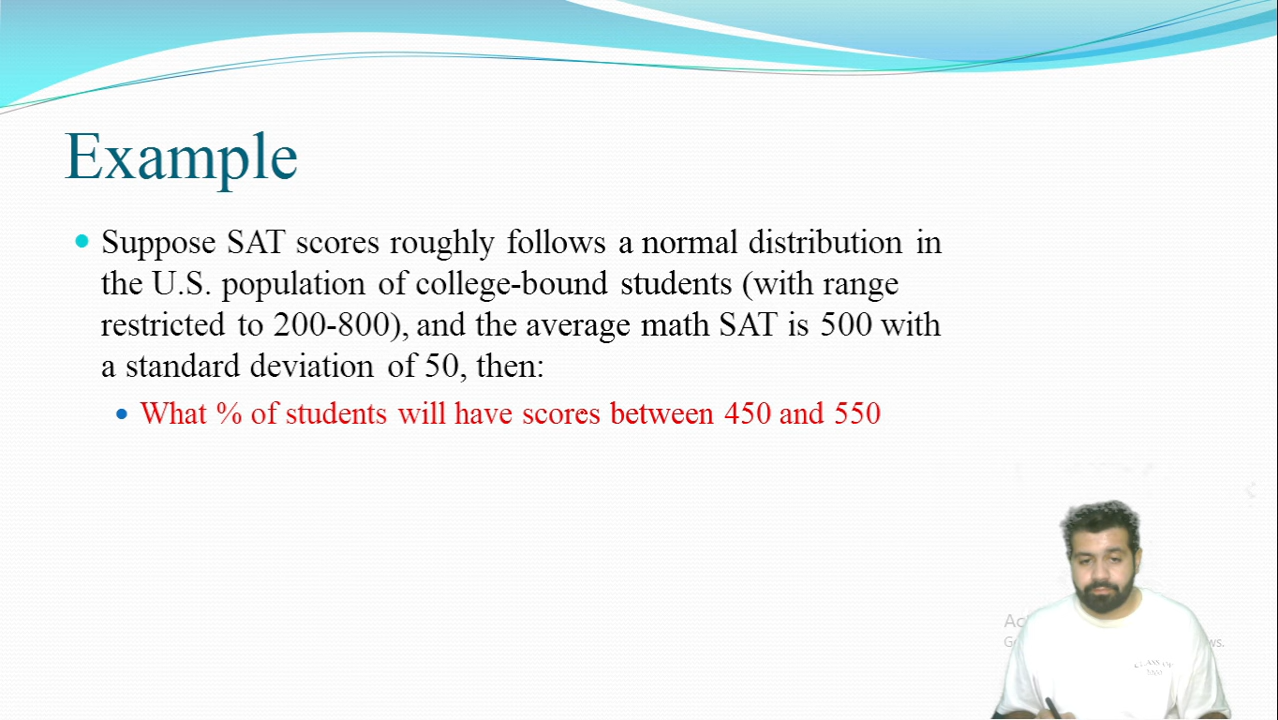 Example
Suppose SAT scores roughly follows a normal distribution in
the U.S. population of college-bound students (with range
restricted to 200-800), and the average math SAT is 500 with
a standard deviation of 50, then:
What % of students will have scores between 450 and 550
CLASS OF